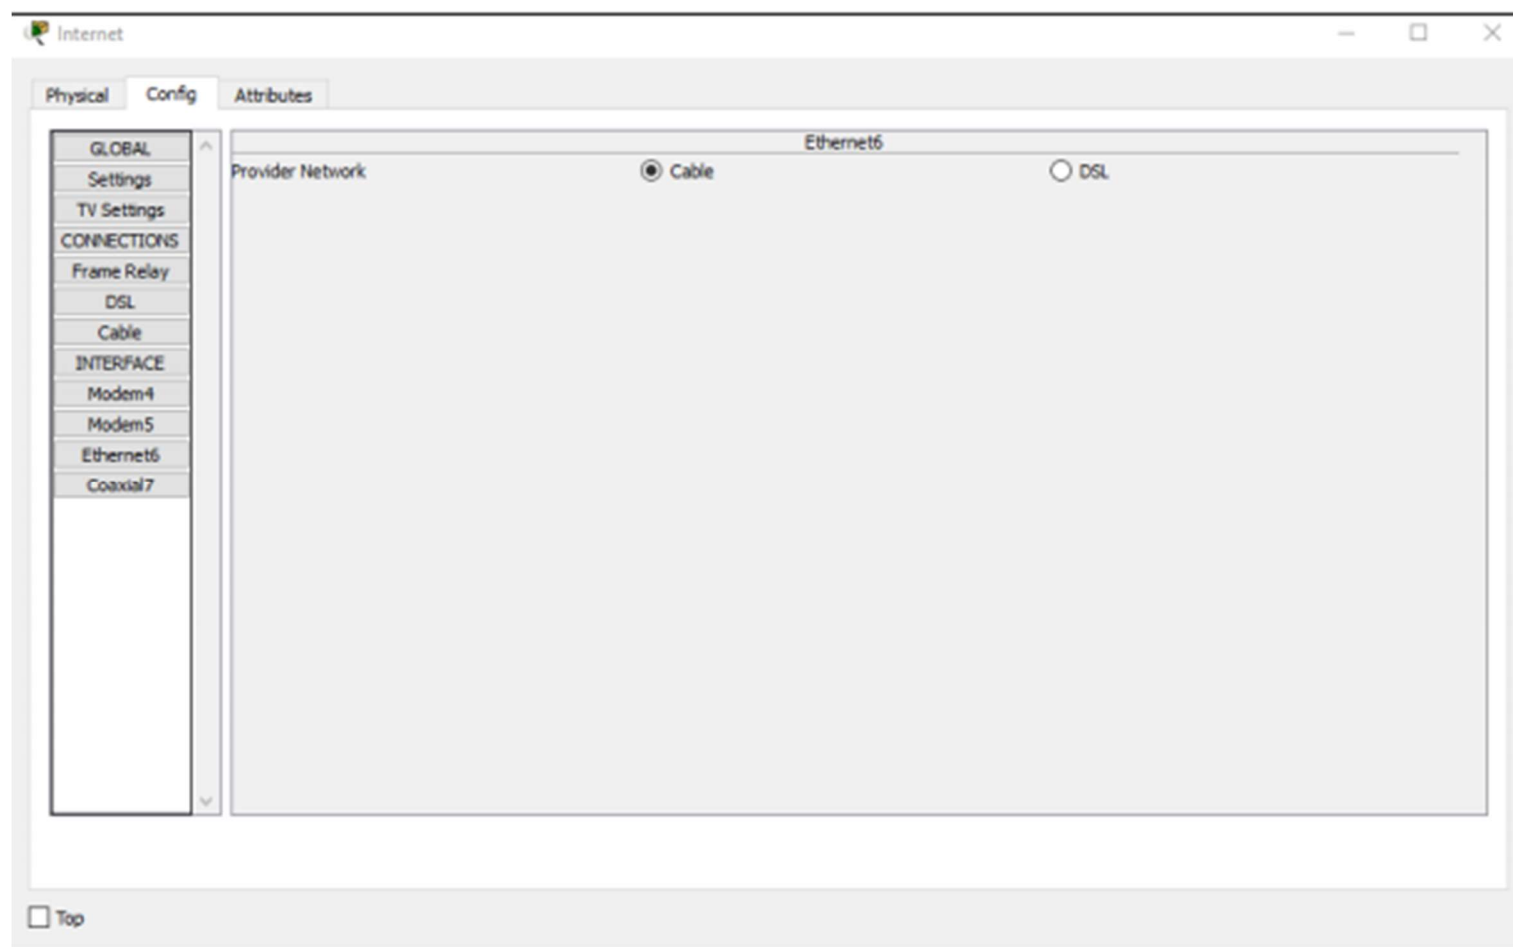 Internet
Physical Config Attributes
GLOBAL
Settings
TV Settings
CONNECTIONS
Frame Relay
DSL
Cable
INTERFACE
Modem4
Modem5
Ethernet6
Coaxial7
Ethernet6
Provider Network Cable DSL
Top